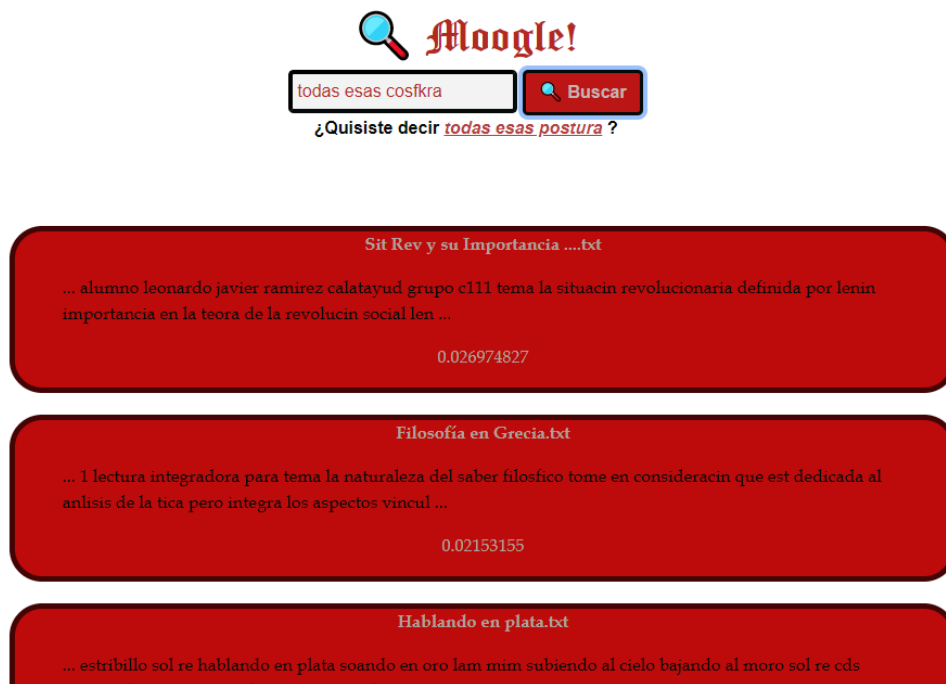 Moogle!
todas esas cosfkra
Buscar
¿Quisiste decir todas esas postura ?
Sit Rev y su Importancia ....txt
... alumno leonardo javier ramirez calatayud grupo c111 tema la situacin revolucionaria definida por lenin
importancia en la teora de la revolucin social len ...
0.026974827
Filosofía en Grecia.txt
... 1 lectura integradora para tema la naturaleza del saber filosfico tome en consideracin que est dedicada al
anlisis de la tica pero integra los aspectos vincul ...
0.02153155
Hablando en plata.txt
... estribillo sol re hablando en plata soando en oro lam mim subiendo al cielo bajando al moro sol re cds